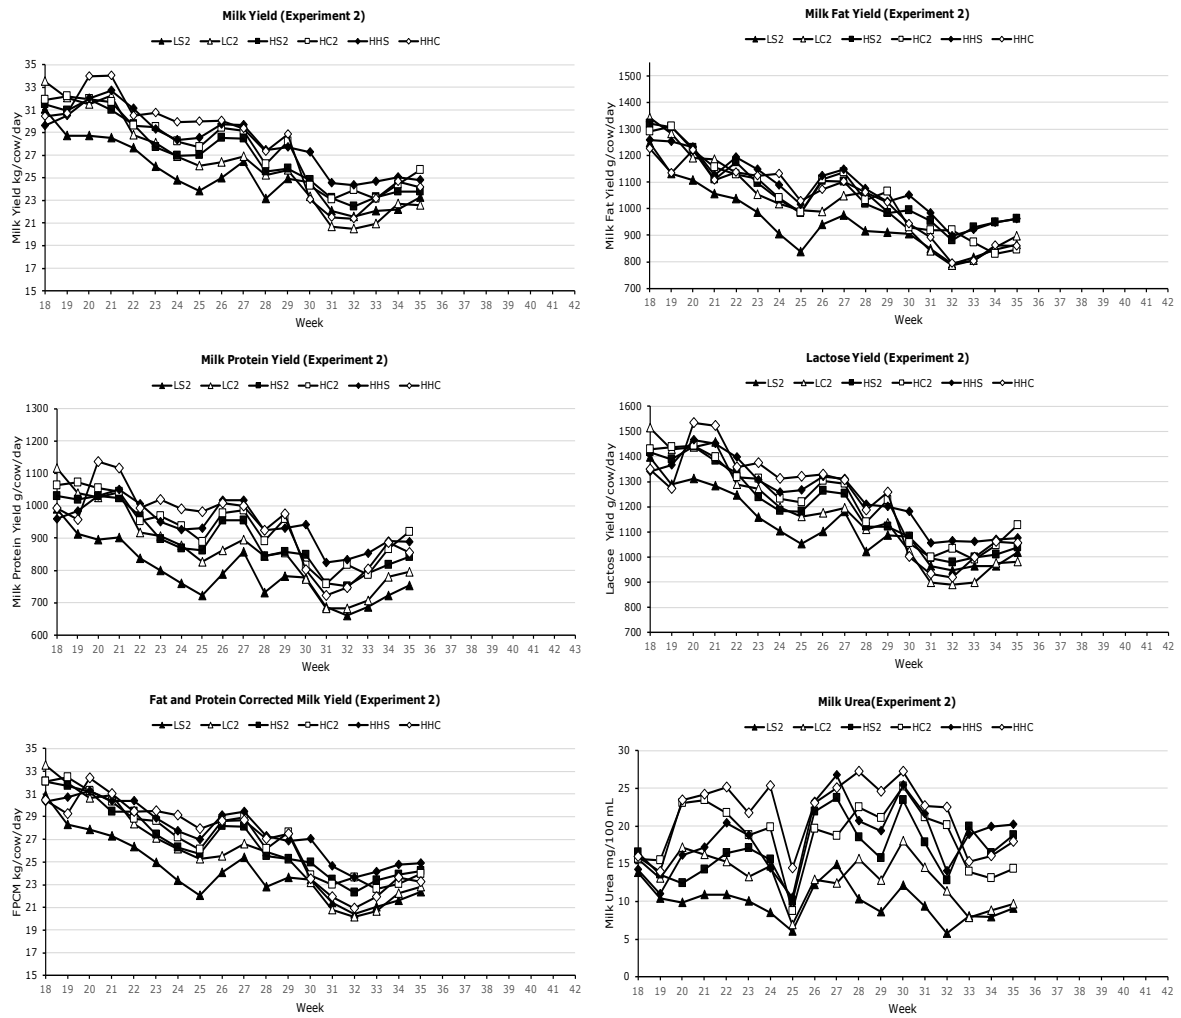 Milk Yield (Experiment 2)
LS2 LC2 HS2 HC2 HHS HHC
Milk Yield kg/cow/day
35
33
31
29
27
25
23
21
19
17
15
18 19 20 21 22 23 24 25 26 27 28 29 30 31 32 33 34 35 36 37 38 39 40 41 42
Week
Milk Fat Yield (Experiment 2)
LS2 LC2 HS2 HC2 HHS HHC
Milk Fat Yield g/cow/day
1500
1400
1300
1200
1100
1000
900
800
700
18 19 20 21 22 23 24 25 26 27 28 29 30 31 32 33 34 35 36 37 38 39 40 41 42
Week
Milk Protein Yield (Experiment 2)
LS2 LC2 HS2 HC2 HHS HHC
Milk Protein Yield g/cow/day
1300
1200
1100
1000
900
800
700
600
18 19 20 21 22 23 24 25 26 27 28 29 30 31 32 33 34 35 36 37 38 39 40 41 42 43
Week
Lactose Yield (Experiment 2)
LS2 LC2 HS2 HC2 HHS HHC
Lactose Yield g/cow/day
1600
1500
1400
1300
1200
1100
1000
900
800
700
18 19 20 21 22 23 24 25 26 27 28 29 30 31 32 33 34 35 36 37 38 39 40 41 42
Week
Fat and Protein Corrected Milk Yield (Experiment 2)
LS2 LC2 HS2 HC2 HHS HHC
FPCM kg/cow/day
35
33
31
29
27
25
23
21
19
17
15
18 19 20 21 22 23 24 25 26 27 28 29 30 31 32 33 34 35 36 37 38 39 40 41 42
Week
Milk Urea(Experiment 2)
LS2 LC2 HS2 HC2 HHS HHC
Milk Urea mg/100 mL
30
25
20
15
10
5
0
18 19 20 21 22 23 24 25 26 27 28 29 30 31 32 33 34 35 36 37 38 39 40 41 42
Week